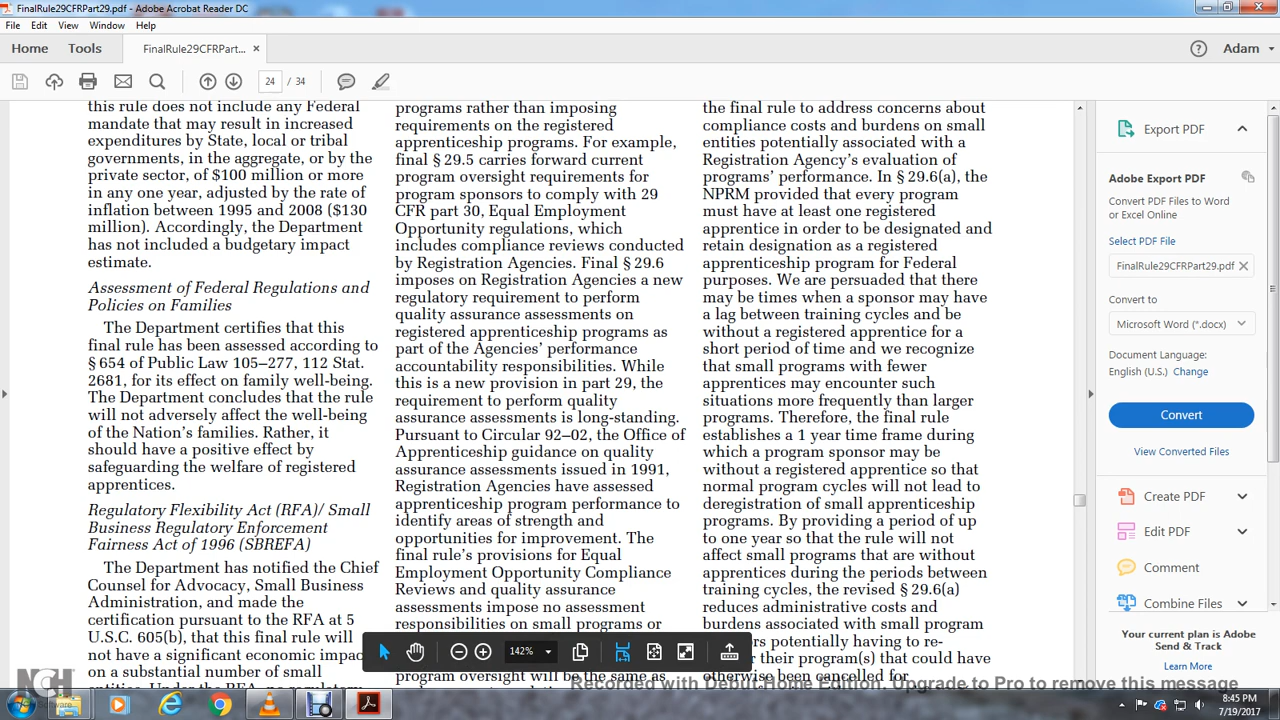 FinalRule29CFRPart29.pdf - Adobe Acrobat Reader DC
File Edit View Window Help
Home Tools FinalRule29CFRPart... × Adam
24 / 34
this rule does not include any Federal
mandate that may result in increased
expenditures by State, local or tribal
governments, in the aggregate, or by the
private sector, of $100 million or more
in any one year, adjusted by the rate of
inflation between 1995 and 2008 ($130
million). Accordingly, the Department
has not included a budgetary impact
estimate.
Assessment of Federal Regulations and
Policies on Families
The Department certifies that this
final rule has been assessed according to
§ 654 of Public Law 105–277, 112 Stat.
2681, for its effect on family well-being.
The Department concludes that the rule
will not adversely affect the well-being
of the Nation's families. Rather, it
should have a positive effect by
safeguarding the welfare of registered
apprentices.
Regulatory Flexibility Act (RFA)/ Small
Business Regulatory Enforcement
Fairness Act of 1996 (SBREFA)
The Department has notified the Chief
Counsel for Advocacy, Small Business
Administration, and made the
certification pursuant to the RFA at 5
U.S.C. 605(b), that this final rule will
not have a significant economic impac
on a substantial number of small
programs rather than imposing
requirements on the registered
apprenticeship programs. For example,
final § 29.5 carries forward current
program oversight requirements for
program sponsors to comply with 29
CFR part 30, Equal Employment
Opportunity regulations, which
includes compliance reviews conducted
by Registration Agencies. Final § 29.6
imposes on Registration Agencies a new
regulatory requirement to perform
quality assurance assessments on
registered apprenticeship programs as
part of the Agencies' performance
accountability responsibilities. While
this is a new provision in part 29, the
requirement to perform quality
assurance assessments is long-standing.
Pursuant to Circular 92–02, the Office of
Apprenticeship guidance on quality
assurance assessments issued in 1991,
Registration Agencies have assessed
apprenticeship program performance to
identify areas of strength and
opportunities for improvement. The
final rule's provisions for Equal
Employment Opportunity Compliance
Reviews and quality assurance
assessments impose no assessment
responsibilities on small programs or
program oversight will be the same as
the final rule to address concerns about
compliance costs and burdens on small
entities potentially associated with a
Registration Agency's evaluation of
programs' performance. In § 29.6(a), the
NPRM provided that every program
must have at least one registered
apprentice in order to be designated and
retain designation as a registered
apprenticeship program for Federal
purposes. We are persuaded that there
may be times when a sponsor may have
a lag between training cycles and be
without a registered apprentice for a
short period of time and we recognize
that small programs with fewer
apprentices may encounter such
situations more frequently than larger
programs. Therefore, the final rule
establishes a 1 year time frame during
which a program sponsor may be
without a registered apprentice so that
normal program cycles will not lead to
deregistration of small apprenticeship
programs. By providing a period of up
to one year so that the rule will not
affect small programs that are without
apprentices during the periods between
training cycles, the revised § 29.6(a)
reduces administrative costs and
burdens associated with small program
ors potentially having to re-
r their program(s) that could have
otherwise been cancelled for
142%
Export PDF
Adobe Export PDF
Convert PDF Files to Word
or Excel Online
Select PDF File
FinalRule29CFRPart29.pdf
Convert to
Microsoft Word (*.docx)
Document Language:
English (U.S.) Change
Convert
View Converted Files
Create PDF
Edit PDF
Comment
Combine Files
Your current plan is Adobe
Send & Track
Learn More
NCH Software
Recorded with Debut Home Edition. Upgrade to Pro to remove this message
8:45 PM
7/19/2017